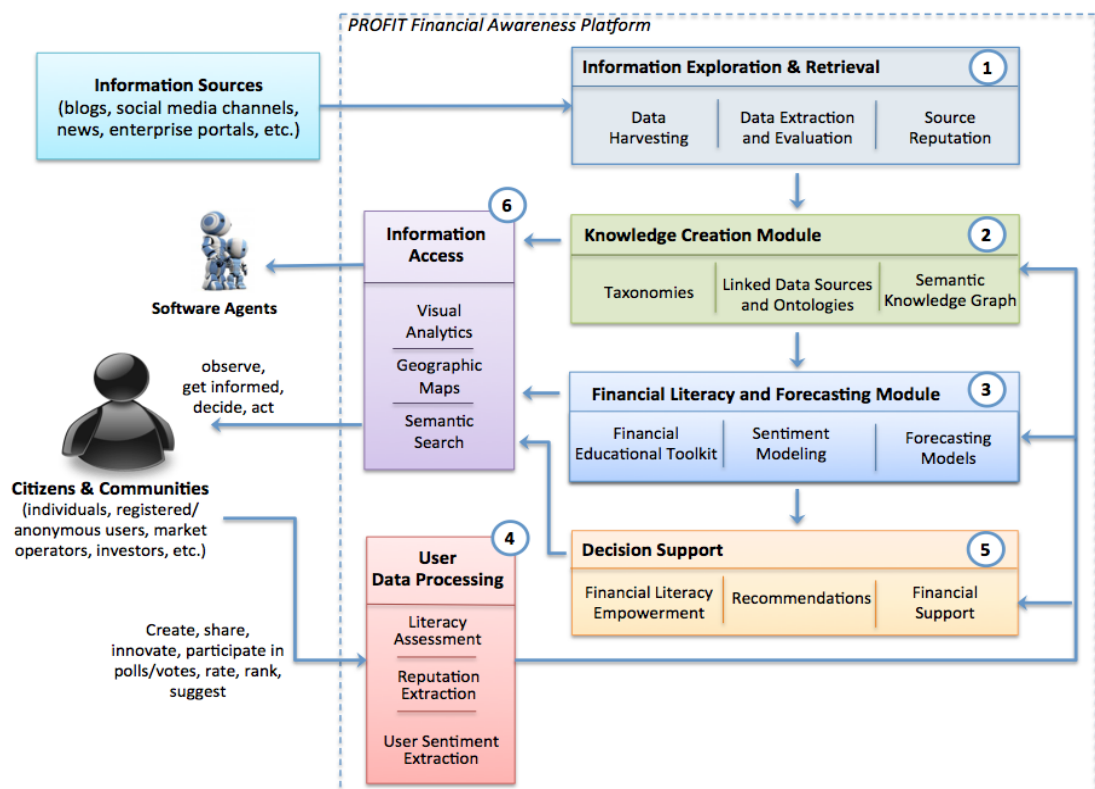 PROFIT Financial Awareness Platform
Information Sources
(blogs, social media channels,
news, enterprise portals, etc.)
Information Exploration & Retrieval
1
Data
Harvesting
Data Extraction
and Evaluation
Source
Reputation
6
Information
Access
Visual
Analytics
Geographic
Maps
Semantic
Search
Knowledge Creation Module
2
Taxonomies
Linked Data Sources
and Ontologies
Semantic
Knowledge Graph
Software Agents
observe,
get informed,
decide, act
Financial Literacy and Forecasting Module
3
Financial
Educational Toolkit
Sentiment
Modeling
Forecasting
Models
Citizens & Communities
(individuals, registered/
anonymous users, market
operators, investors, etc.)
4
User
Data Processing
Literacy
Assessment
Reputation
Extraction
User Sentiment
Extraction
Decision Support
5
Financial Literacy
Empowerment
Recommendations
Financial
Support
Create, share,
innovate, participate in
polls/votes, rate, rank,
suggest